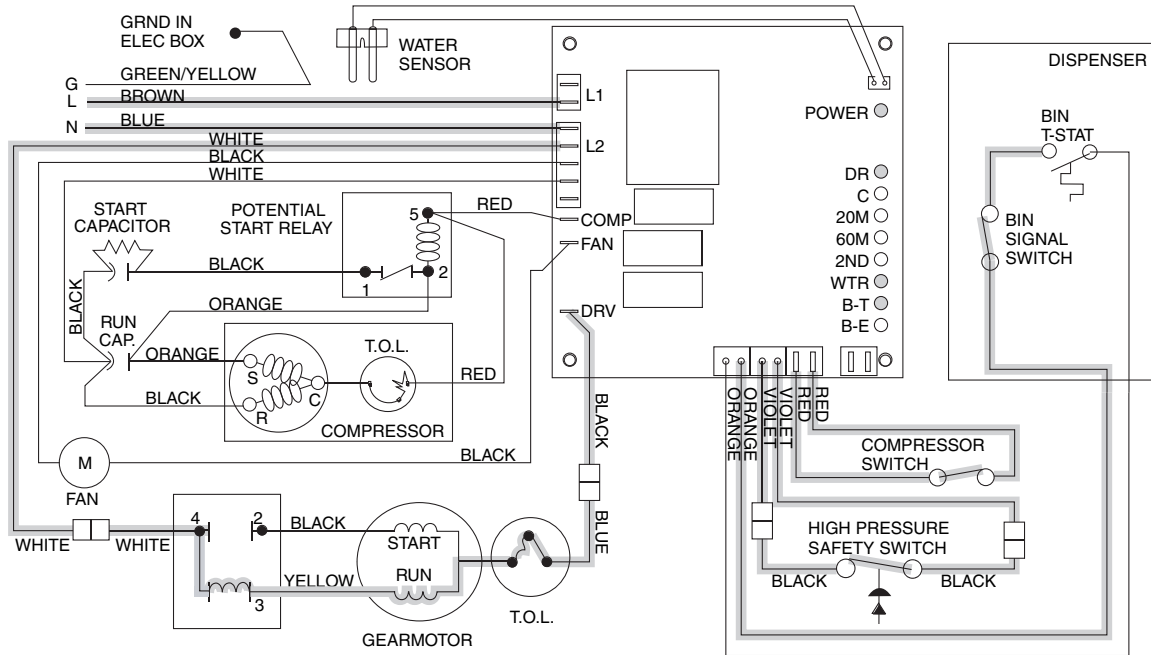 GRND IN
ELEC BOX
G
GREEN/YELLOW
L
BROWN
N
BLUE
WHITE
BLACK
WHITE
WATER
SENSOR
L1
L2
COMP
FAN
DRV
POWER
DR
C
20M
60M
2ND
WTR
B-T
B-E
DISPENSER
BIN
T-STAT
BIN
SIGNAL
SWITCH
START
CAPACITOR
POTENTIAL
START RELAY
5
RED
BLACK
1
2
ORANGE
BLACK
RUN
CAP.
ORANGE
BLACK
S
R
C
T.O.L.
RED
COMPRESSOR
M
FAN
BLACK
BLACK
BLUE
ORANGE
ORANGE
VIOLET
VIOLET
RED
RED
COMPRESSOR
SWITCH
HIGH PRESSURE
SAFETY SWITCH
BLACK
BLACK
WHITE
WHITE
4
2
3
BLACK
START
YELLOW
RUN
GEARMOTOR
T.O.L.